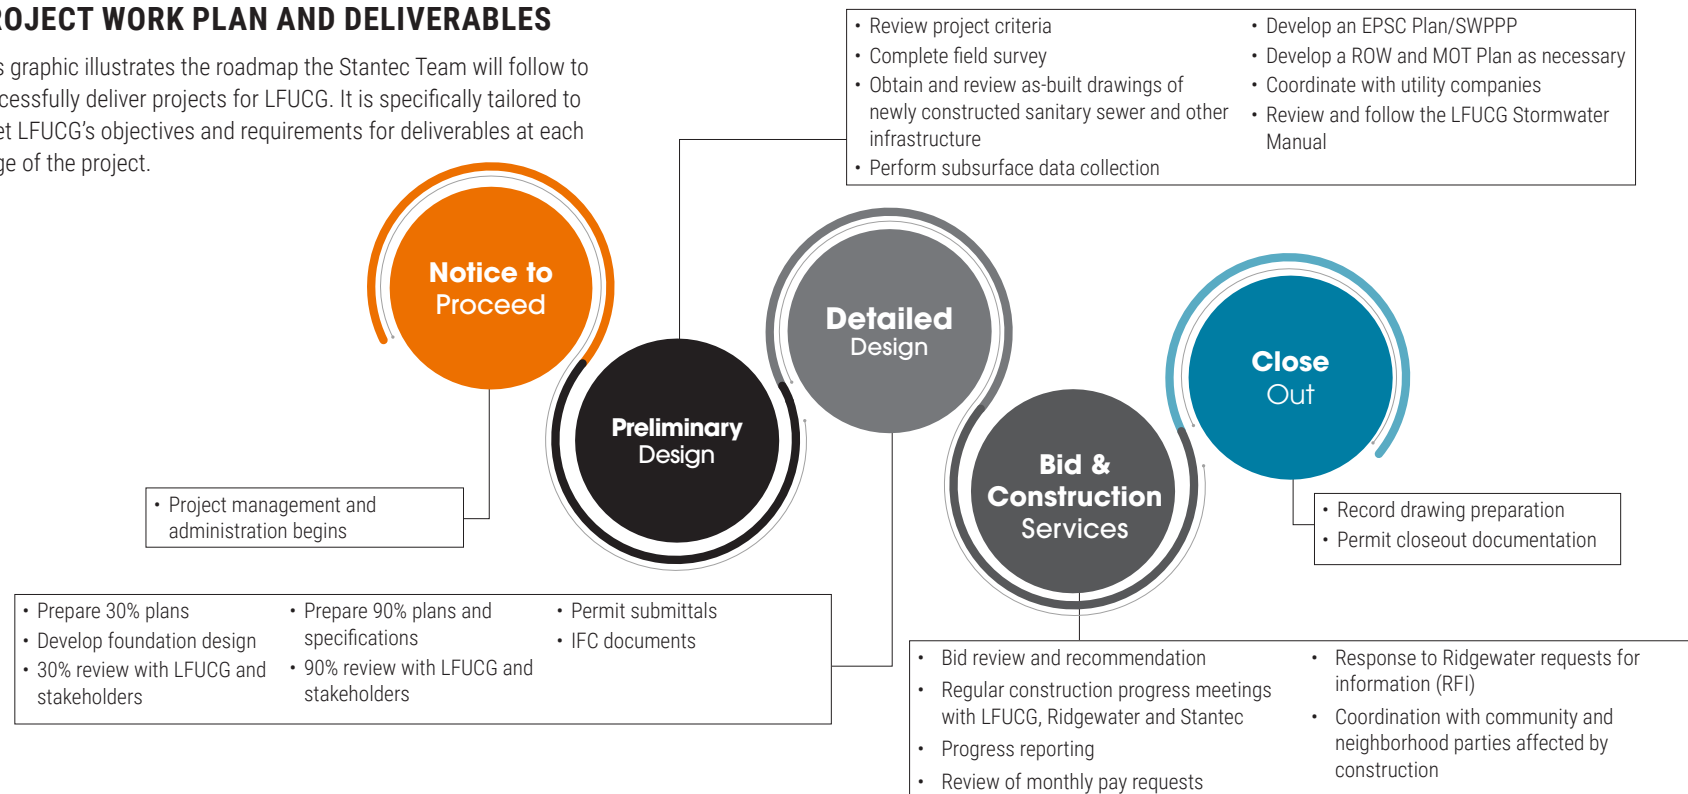 ROJECT WORK PLAN AND DELIVERABLES
s graphic illustrates the roadmap the Stantec Team will follow to
cessfully deliver projects for LFUCG. It is specifically tailored to
et LFUCG's objectives and requirements for deliverables at each
ge of the project.
• Review project criteria
• Complete field survey
• Obtain and review as-built drawings of
newly constructed sanitary sewer and other
infrastructure
• Perform subsurface data collection
• Develop an EPSC Plan/SWPPP
• Develop a ROW and MOT Plan as necessary
• Coordinate with utility companies
• Review and follow the LFUCG Stormwater
Manual
Notice to
Proceed
Preliminary
Design
Detailed
Design
Bid &
Construction
Services
Close
Out
• Project management and
administration begins
• Record drawing preparation
• Permit closeout documentation
• Prepare 30% plans
• Develop foundation design
• 30% review with LFUCG and
stakeholders
• Prepare 90% plans and
specifications
• 90% review with LFUCG and
stakeholders
• Permit submittals
• IFC documents
• Bid review and recommendation
• Regular construction progress meetings
with LFUCG, Ridgewater and Stantec
• Progress reporting
• Review of monthly pay requests
• Response to Ridgewater requests for
information (RFI)
• Coordination with community and
neighborhood parties affected by
construction